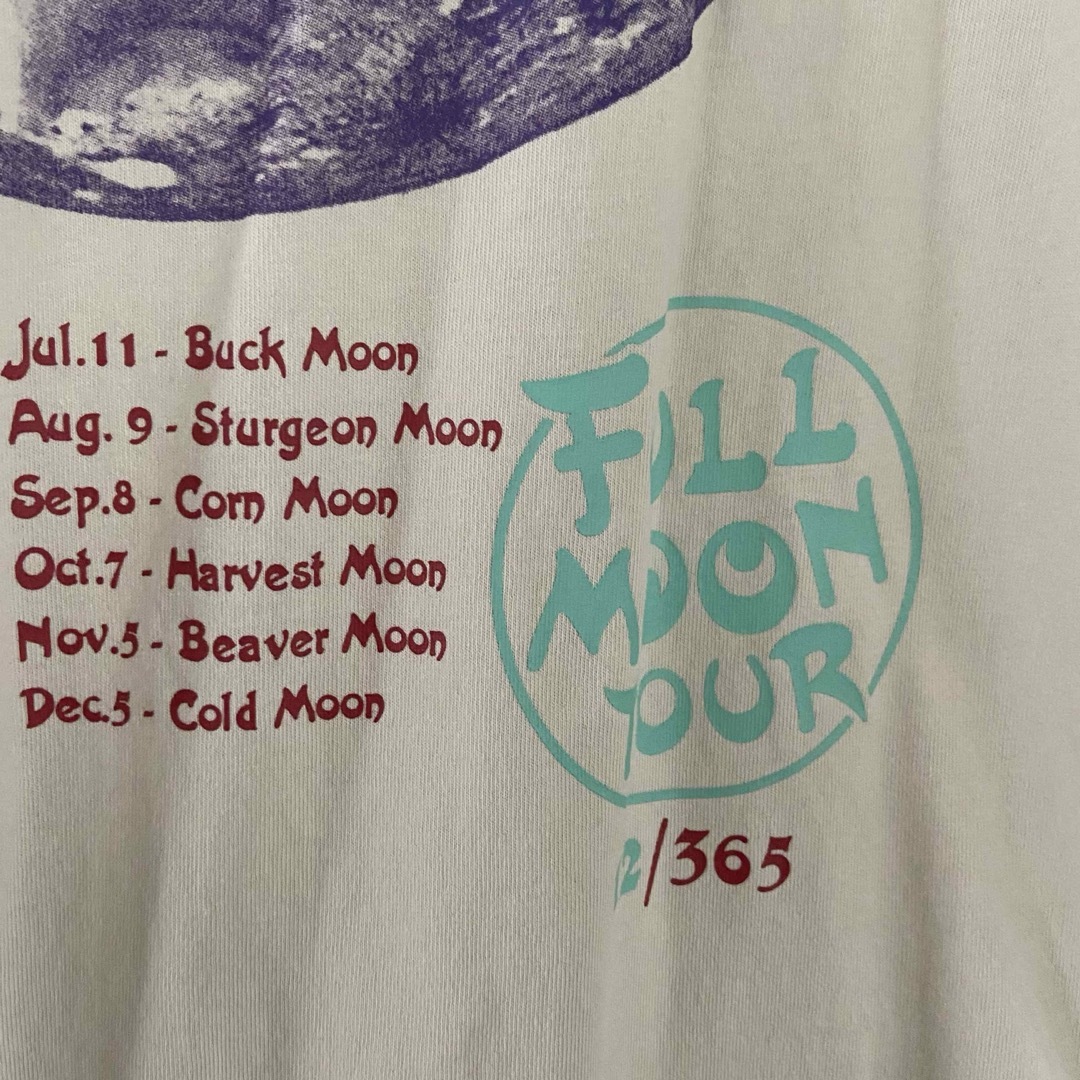 Jul.11 - Buck Moon
Aug. 9 - Sturgeon Moon
Sep.8 - Corn Moon
Oct.7 - Harvest Moon
Nov.5 - Beaver Moon
Dec.5 - Cold Moon
FULL
MOON
TOUR
2/365